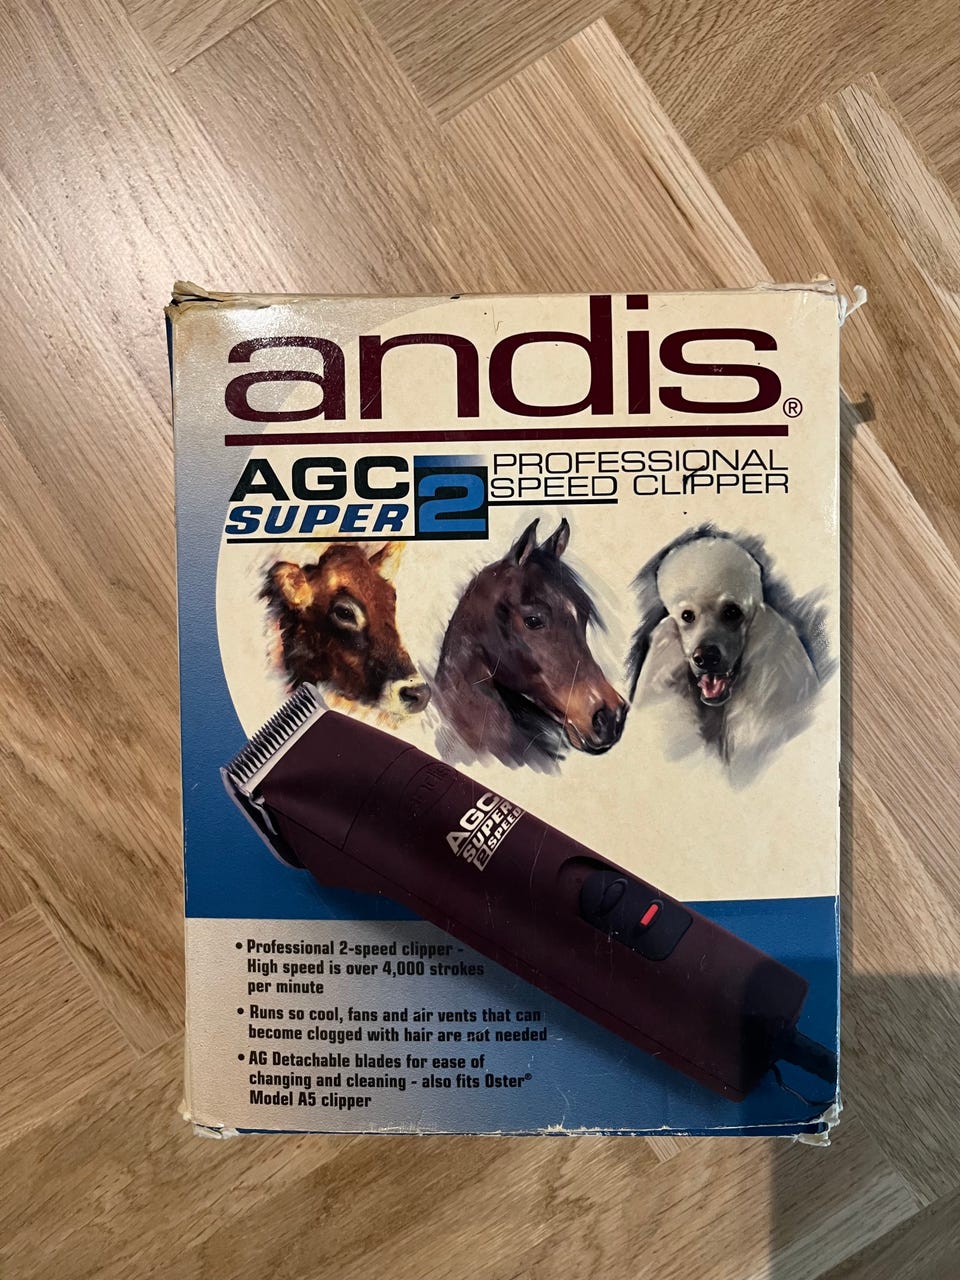 andis®
AGC
SUPER
2
PROFESSIONAL
SPEED CLIPPER
andis
AGC
SUPER
2 SPEED
• Professional 2-speed clipper -
High speed is over 4,000 strokes
per minute
• Runs so cool, fans and air vents that can
become clogged with hair are not needed
• AG Detachable blades for ease of
changing and cleaning - also fits Oster®
Model A5 clipper